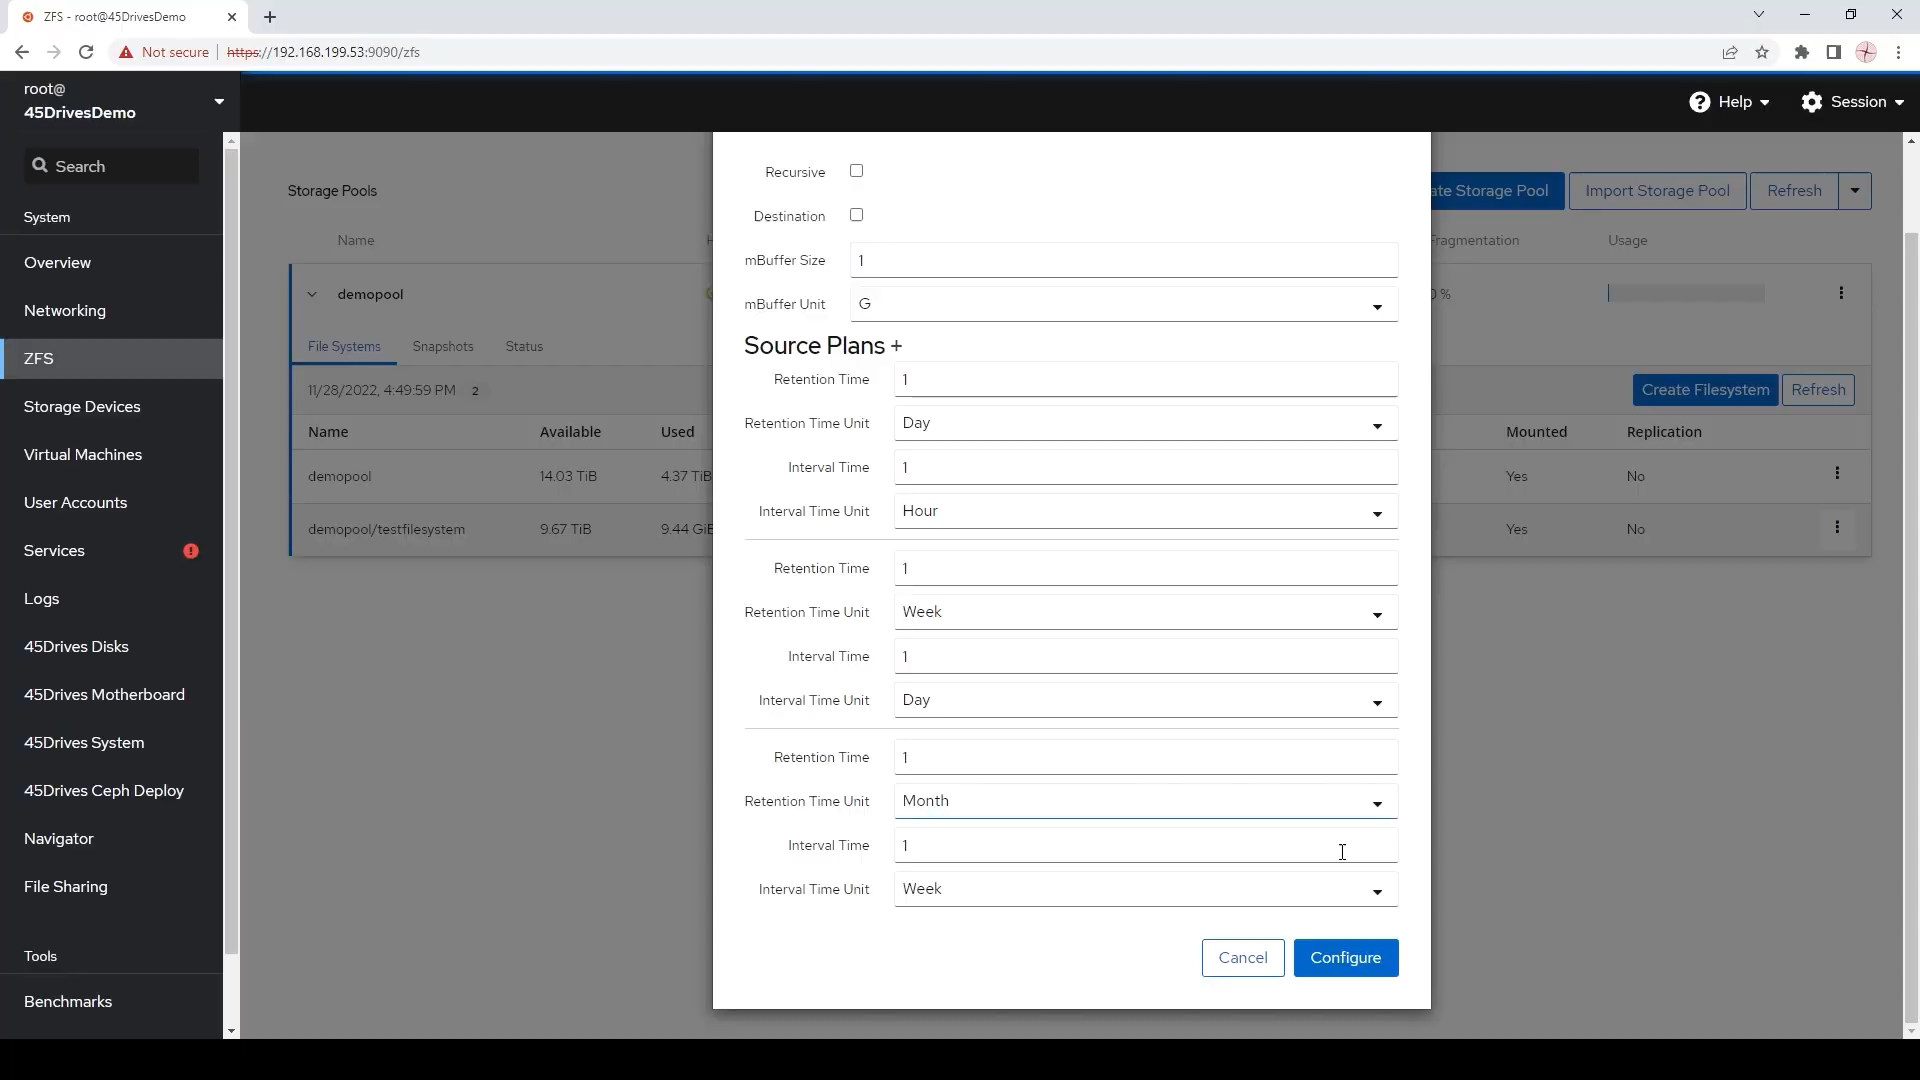 ZFS - root@45DrivesDemo
Not secure https://192.168.199.53:9090/zfs
root@
45DrivesDemo
Help
Session
Search
System
Overview
Networking
ZFS
Storage Devices
Virtual Machines
User Accounts
Services
Logs
45Drives Disks
45Drives Motherboard
45Drives System
45Drives Ceph Deploy
Navigator
File Sharing
Tools
Benchmarks
Storage Pools
ate Storage Pool
Import Storage Pool
Refresh
Name
Fragmentation
Usage
demopool
0 %
File Systems
Snapshots
Status
11/28/2022, 4:49:59 PM 2
Create Filesystem
Refresh
Name Available Used Mounted Replication
demopool 14.03 TiB 4.37 TiB Yes No
demopool/testfilesystem 9.67 TiB 9.44 GiB Yes No
Recursive
Destination
mBuffer Size 1
mBuffer Unit G
Source Plans +
Retention Time 1
Retention Time Unit Day
Interval Time 1
Interval Time Unit Hour
Retention Time 1
Retention Time Unit Week
Interval Time 1
Interval Time Unit Day
Retention Time 1
Retention Time Unit Month
Interval Time 1
Interval Time Unit Week
Cancel
Configure